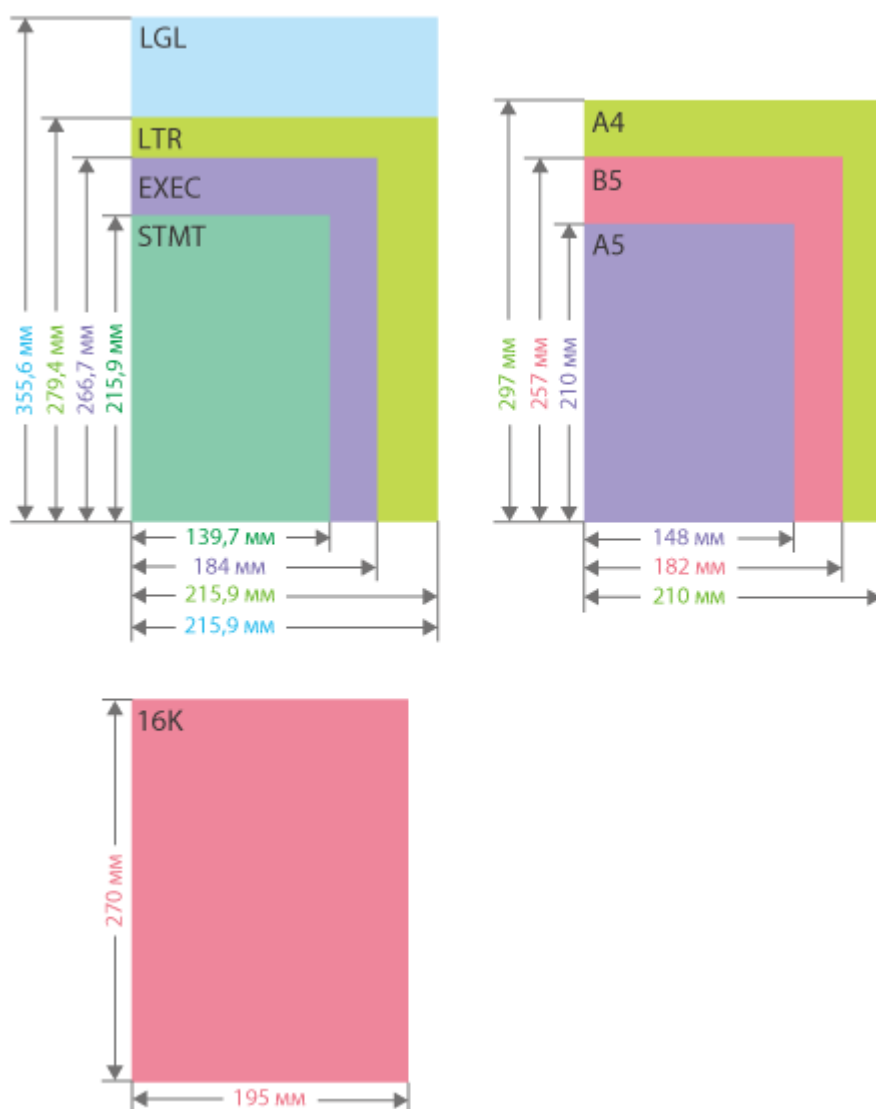 LGL
LTR
EXEC
STMT
355,6 мм
279,4 мм
266,7 мм
215,9 мм
139,7 мм
184 мм
215,9 мм
215,9 мм
A4
B5
A5
297 мм
257 мм
210 мм
148 мм
182 мм
210 мм
16K
270 мм
195 мм